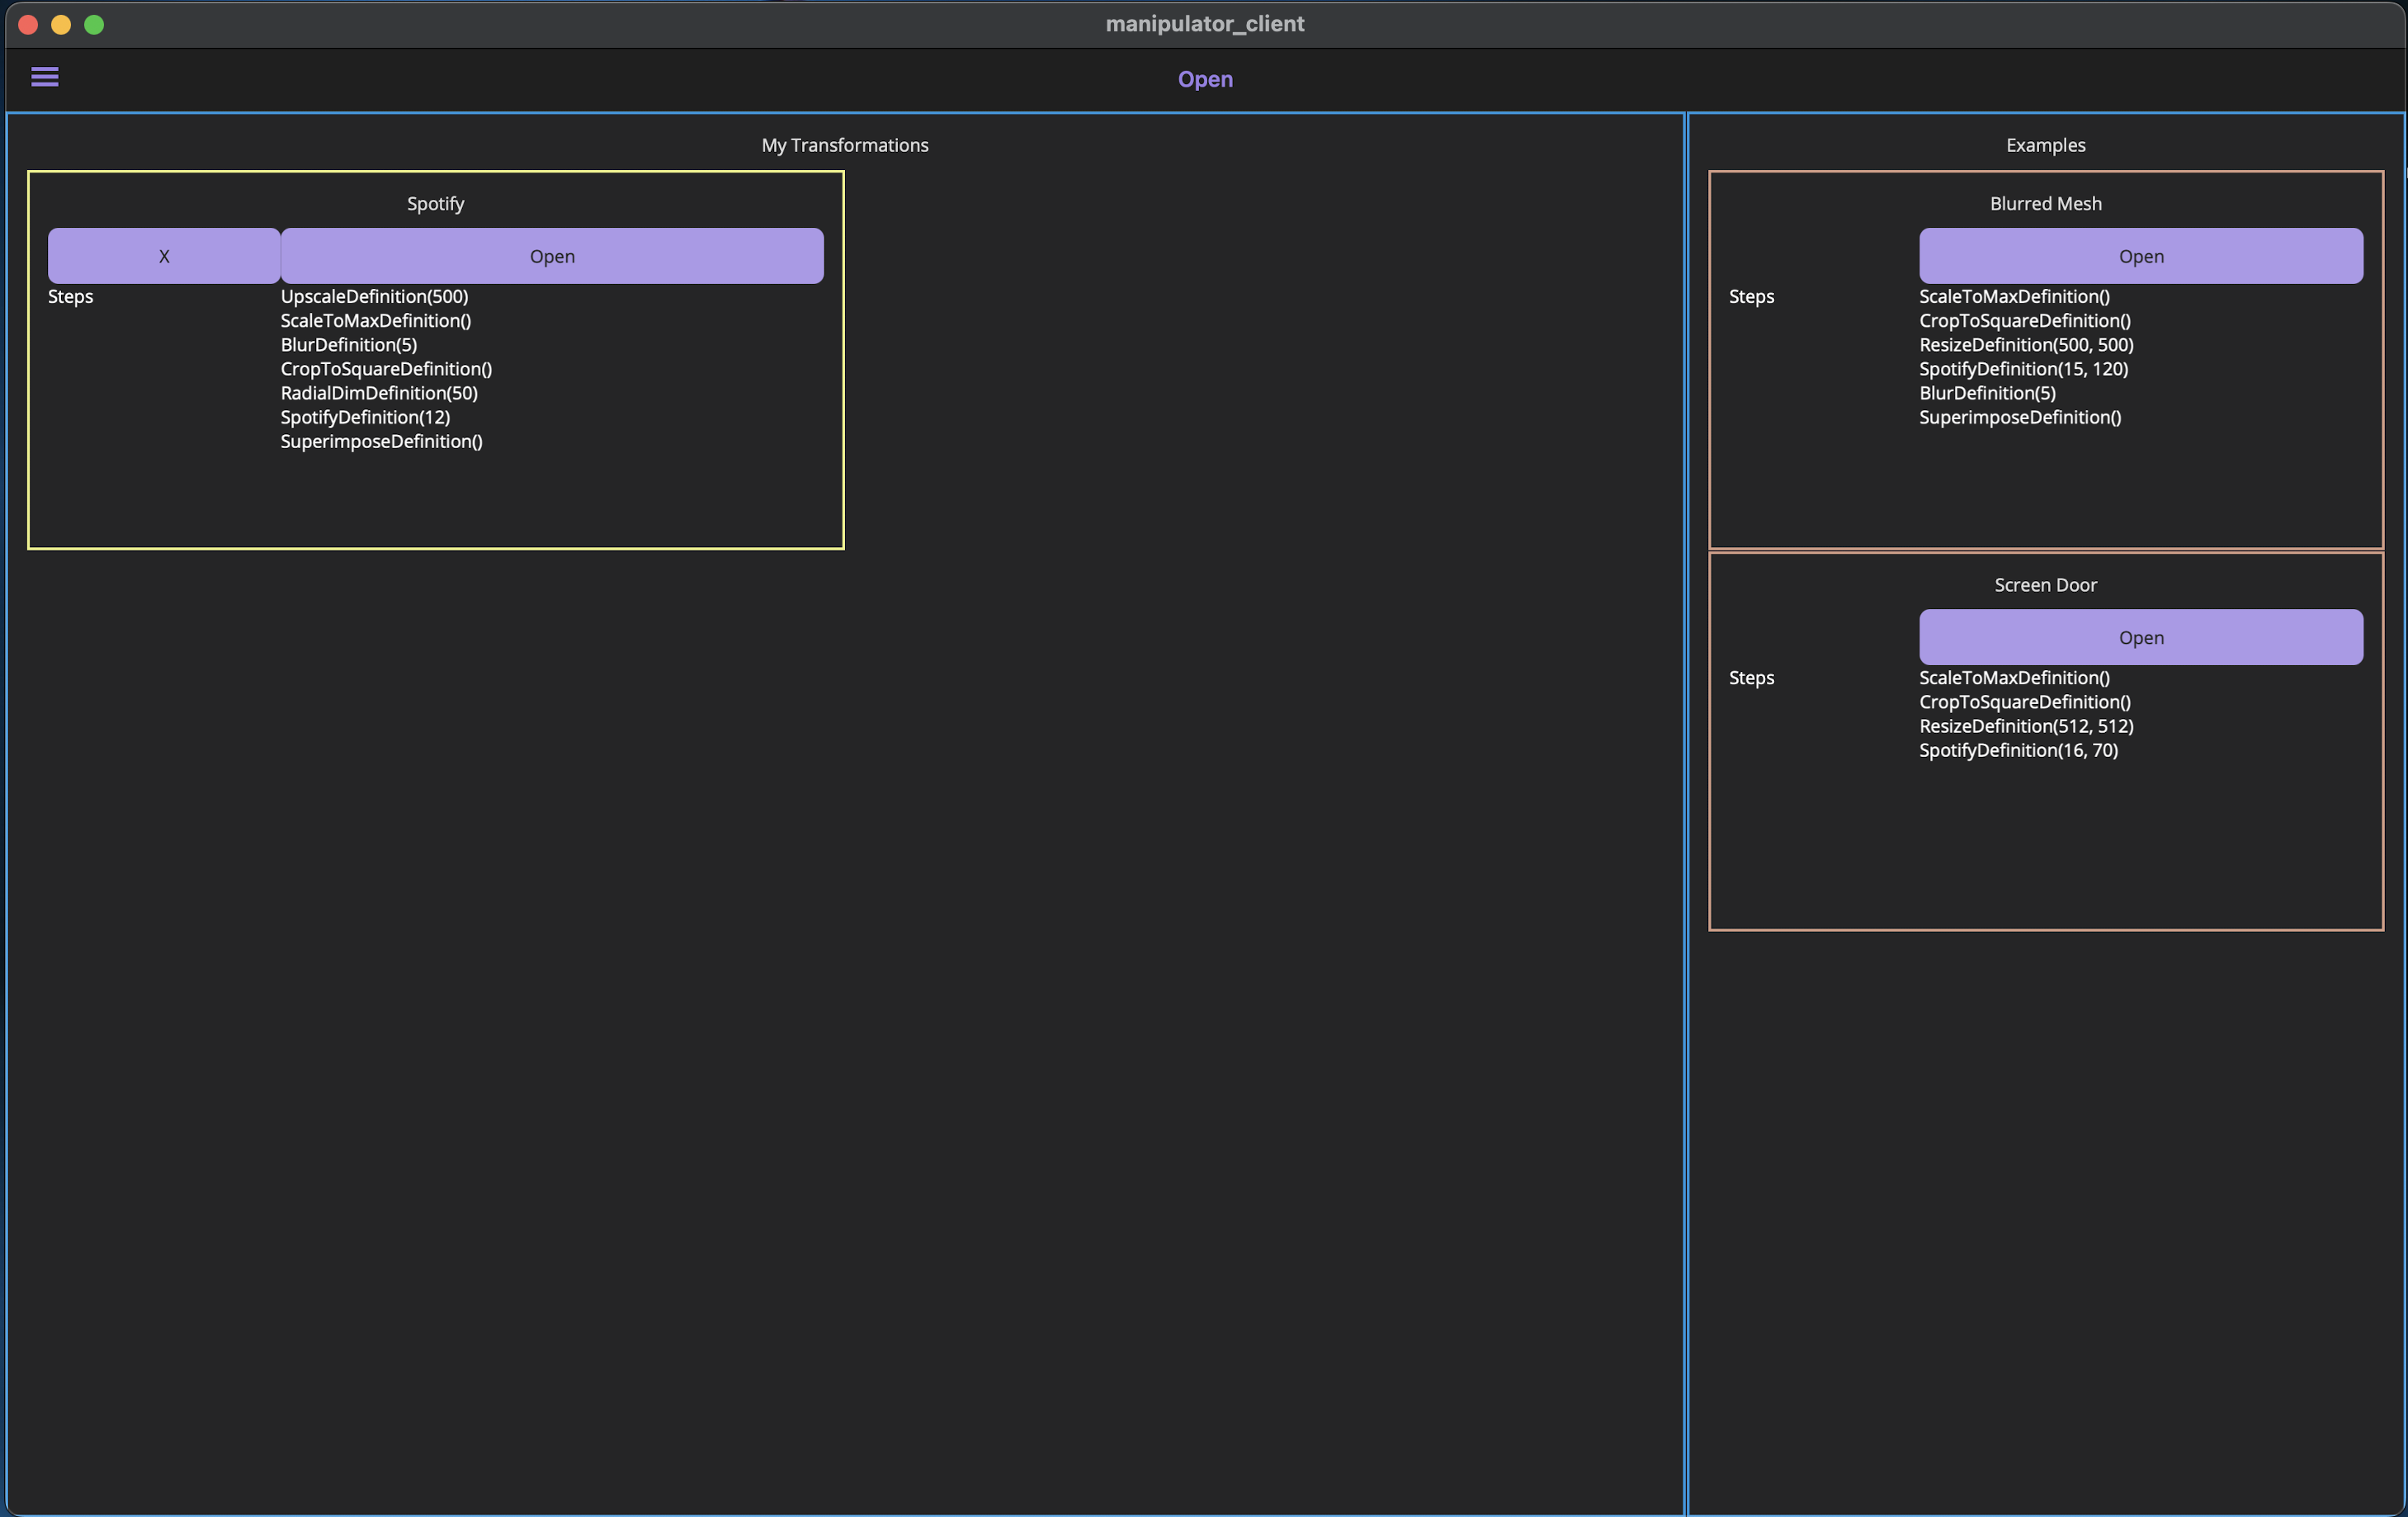 manipulator_client
Open
My Transformations
Spotify
X
Open
Steps
UpscaleDefinition(500)
ScaleToMaxDefinition()
BlurDefinition(5)
CropToSquareDefinition()
RadialDimDefinition(50)
SpotifyDefinition(12)
SuperimposeDefinition()
Examples
Blurred Mesh
Open
Steps
ScaleToMaxDefinition()
CropToSquareDefinition()
ResizeDefinition(500, 500)
SpotifyDefinition(15, 120)
BlurDefinition(5)
SuperimposeDefinition()
Screen Door
Open
Steps
ScaleToMaxDefinition()
CropToSquareDefinition()
ResizeDefinition(512, 512)
SpotifyDefinition(16, 70)